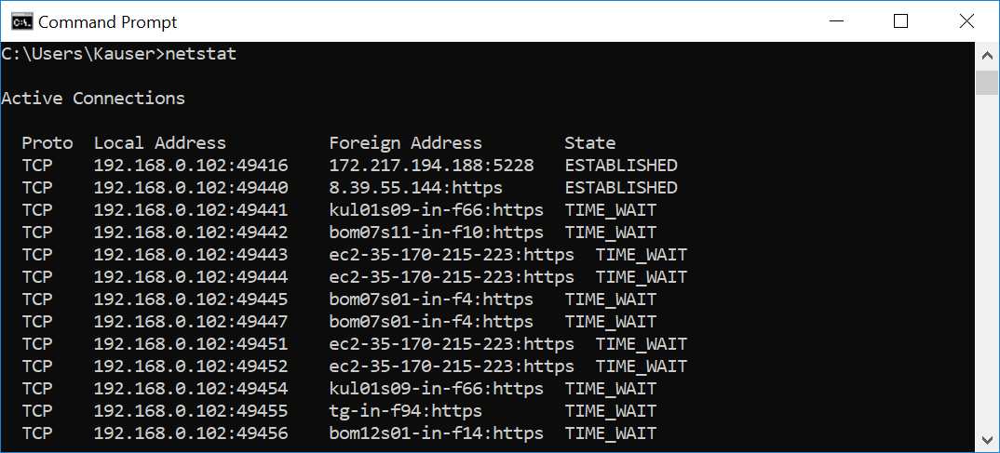 Command Prompt
C:\Users\Kauser>netstat
Active Connections
Proto  Local Address          Foreign Address        State
TCP    192.168.0.102:49416    172.217.194.188:5228   ESTABLISHED
TCP    192.168.0.102:49440    8.39.55.144:https      ESTABLISHED
TCP    192.168.0.102:49441    kul01s09-in-f66:https  TIME_WAIT
TCP    192.168.0.102:49442    bom07s11-in-f10:https  TIME_WAIT
TCP    192.168.0.102:49443    ec2-35-170-215-223:https  TIME_WAIT
TCP    192.168.0.102:49444    ec2-35-170-215-223:https  TIME_WAIT
TCP    192.168.0.102:49445    bom07s01-in-f4:https   TIME_WAIT
TCP    192.168.0.102:49447    bom07s01-in-f4:https   TIME_WAIT
TCP    192.168.0.102:49451    ec2-35-170-215-223:https  TIME_WAIT
TCP    192.168.0.102:49452    ec2-35-170-215-223:https  TIME_WAIT
TCP    192.168.0.102:49454    kul01s09-in-f66:https  TIME_WAIT
TCP    192.168.0.102:49455    tg-in-f94:https        TIME_WAIT
TCP    192.168.0.102:49456    bom12s01-in-f14:https  TIME_WAIT